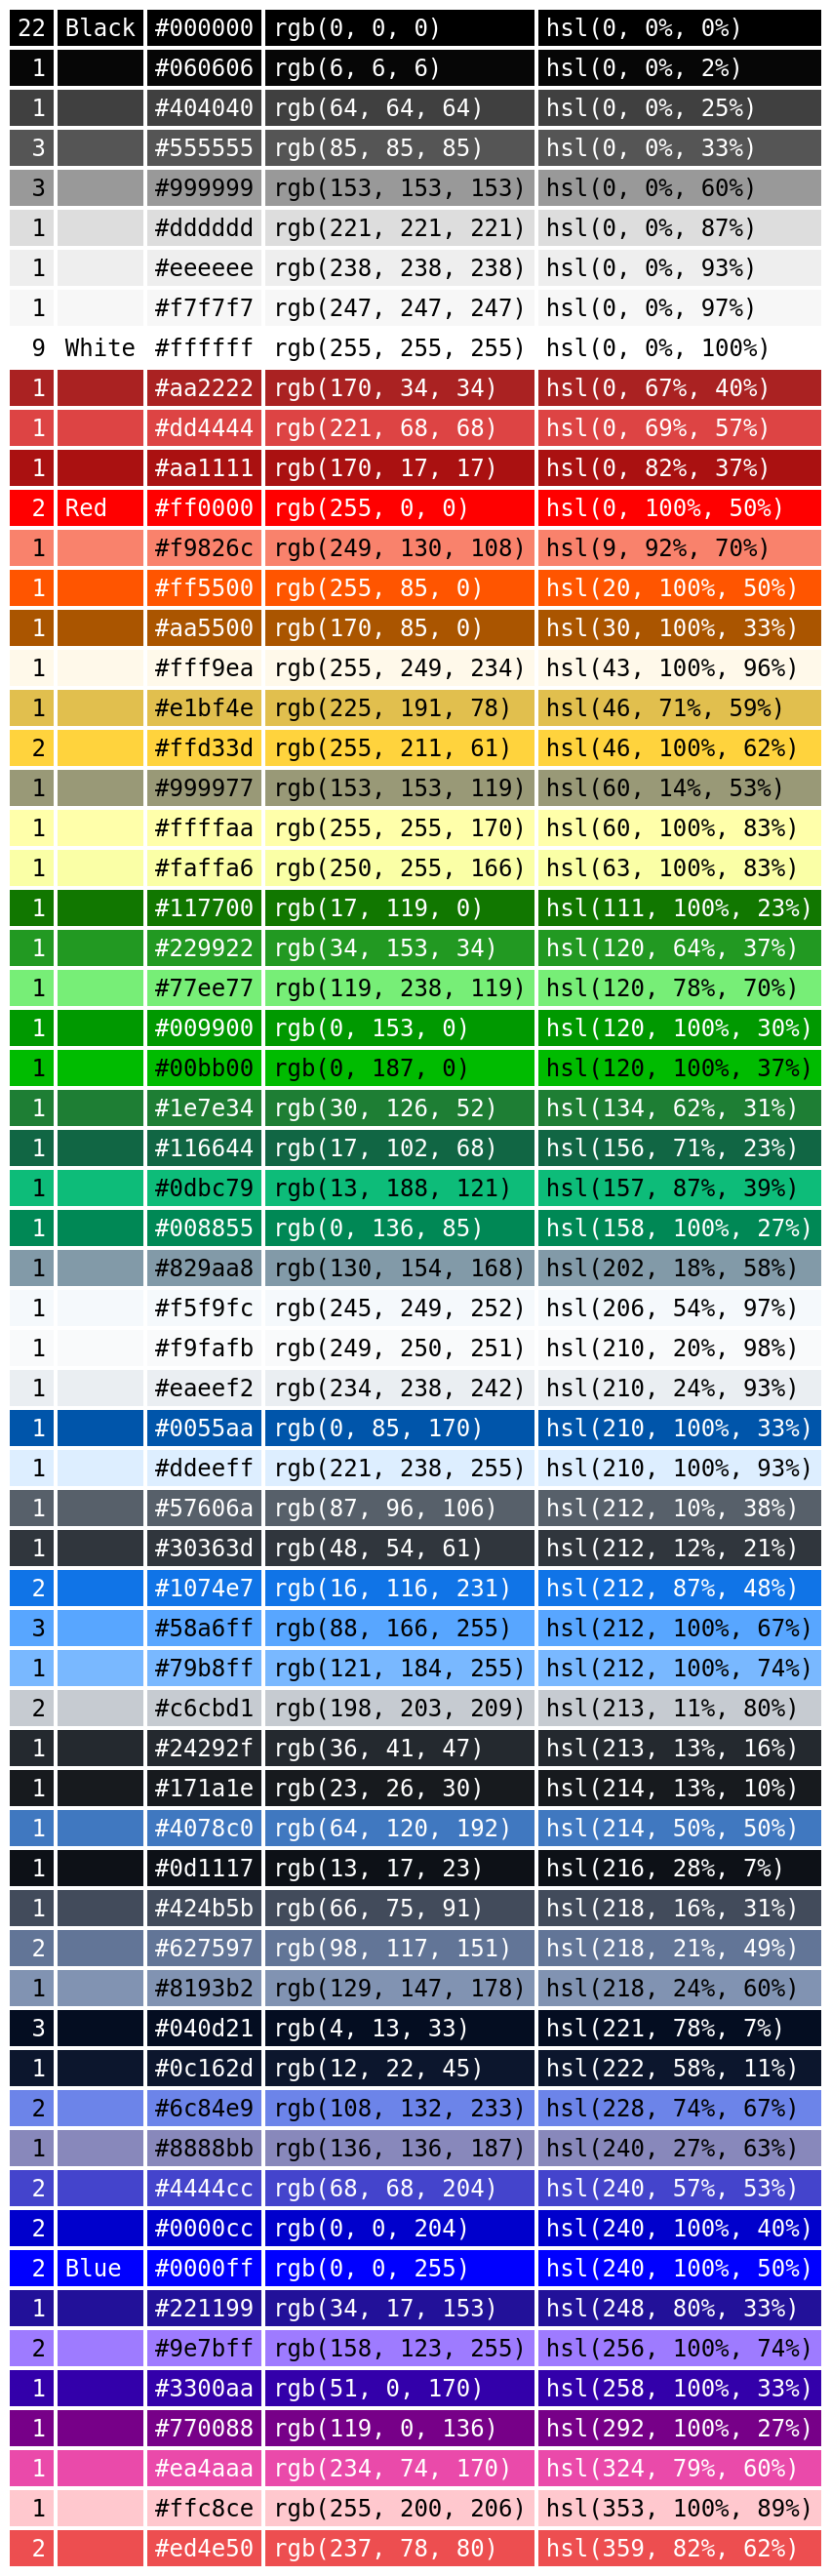 22 Black #000000 rgb(0, 0, 0) hsl(0, 0%, 0%)
1 #060606 rgb(6, 6, 6) hsl(0, 0%, 2%)
1 #404040 rgb(64, 64, 64) hsl(0, 0%, 25%)
3 #555555 rgb(85, 85, 85) hsl(0, 0%, 33%)
3 #999999 rgb(153, 153, 153) hsl(0, 0%, 60%)
1 #dddddd rgb(221, 221, 221) hsl(0, 0%, 87%)
1 #eeeeee rgb(238, 238, 238) hsl(0, 0%, 93%)
1 #f7f7f7 rgb(247, 247, 247) hsl(0, 0%, 97%)
9 White #ffffff rgb(255, 255, 255) hsl(0, 0%, 100%)
1 #aa2222 rgb(170, 34, 34) hsl(0, 67%, 40%)
1 #dd4444 rgb(221, 68, 68) hsl(0, 69%, 57%)
1 #aa1111 rgb(170, 17, 17) hsl(0, 82%, 37%)
2 Red #ff0000 rgb(255, 0, 0) hsl(0, 100%, 50%)
1 #f9826c rgb(249, 130, 108) hsl(9, 92%, 70%)
1 #ff5500 rgb(255, 85, 0) hsl(20, 100%, 50%)
1 #aa5500 rgb(170, 85, 0) hsl(30, 100%, 33%)
1 #fff9ea rgb(255, 249, 234) hsl(43, 100%, 96%)
1 #e1bf4e rgb(225, 191, 78) hsl(46, 71%, 59%)
2 #ffd33d rgb(255, 211, 61) hsl(46, 100%, 62%)
1 #999977 rgb(153, 153, 119) hsl(60, 14%, 53%)
1 #ffffaa rgb(255, 255, 170) hsl(60, 100%, 83%)
1 #faffa6 rgb(250, 255, 166) hsl(63, 100%, 83%)
1 #117700 rgb(17, 119, 0) hsl(111, 100%, 23%)
1 #229922 rgb(34, 153, 34) hsl(120, 64%, 37%)
1 #77ee77 rgb(119, 238, 119) hsl(120, 78%, 70%)
1 #009900 rgb(0, 153, 0) hsl(120, 100%, 30%)
1 #00bb00 rgb(0, 187, 0) hsl(120, 100%, 37%)
1 #1e7e34 rgb(30, 126, 52) hsl(134, 62%, 31%)
1 #116644 rgb(17, 102, 68) hsl(156, 71%, 23%)
1 #0dbc79 rgb(13, 188, 121) hsl(157, 87%, 39%)
1 #008855 rgb(0, 136, 85) hsl(158, 100%, 27%)
1 #829aa8 rgb(130, 154, 168) hsl(202, 18%, 58%)
1 #f5f9fc rgb(245, 249, 252) hsl(206, 54%, 97%)
1 #f9fafb rgb(249, 250, 251) hsl(210, 20%, 98%)
1 #eaeef2 rgb(234, 238, 242) hsl(210, 24%, 93%)
1 #0055aa rgb(0, 85, 170) hsl(210, 100%, 33%)
1 #ddeeff rgb(221, 238, 255) hsl(210, 100%, 93%)
1 #57606a rgb(87, 96, 106) hsl(212, 10%, 38%)
1 #30363d rgb(48, 54, 61) hsl(212, 12%, 21%)
2 #1074e7 rgb(16, 116, 231) hsl(212, 87%, 48%)
3 #58a6ff rgb(88, 166, 255) hsl(212, 100%, 67%)
1 #79b8ff rgb(121, 184, 255) hsl(212, 100%, 74%)
2 #c6cbd1 rgb(198, 203, 209) hsl(213, 11%, 80%)
1 #24292f rgb(36, 41, 47) hsl(213, 13%, 16%)
1 #171a1e rgb(23, 26, 30) hsl(214, 13%, 10%)
1 #4078c0 rgb(64, 120, 192) hsl(214, 50%, 50%)
1 #0d1117 rgb(13, 17, 23) hsl(216, 28%, 7%)
1 #424b5b rgb(66, 75, 91) hsl(218, 16%, 31%)
2 #627597 rgb(98, 117, 151) hsl(218, 21%, 49%)
1 #8193b2 rgb(129, 147, 178) hsl(218, 24%, 60%)
3 #040d21 rgb(4, 13, 33) hsl(221, 78%, 7%)
1 #0c162d rgb(12, 22, 45) hsl(222, 58%, 11%)
2 #6c84e9 rgb(108, 132, 233) hsl(228, 74%, 67%)
1 #8888bb rgb(136, 136, 187) hsl(240, 27%, 63%)
2 #4444cc rgb(68, 68, 204) hsl(240, 57%, 53%)
2 #0000cc rgb(0, 0, 204) hsl(240, 100%, 40%)
2 Blue #0000ff rgb(0, 0, 255) hsl(240, 100%, 50%)
1 #221199 rgb(34, 17, 153) hsl(248, 80%, 33%)
2 #9e7bff rgb(158, 123, 255) hsl(256, 100%, 74%)
1 #3300aa rgb(51, 0, 170) hsl(258, 100%, 33%)
1 #770088 rgb(119, 0, 136) hsl(292, 100%, 27%)
1 #ea4aaa rgb(234, 74, 170) hsl(324, 79%, 60%)
1 #ffc8ce rgb(255, 200, 206) hsl(353, 100%, 89%)
2 #ed4e50 rgb(237, 78, 80) hsl(359, 82%, 62%)